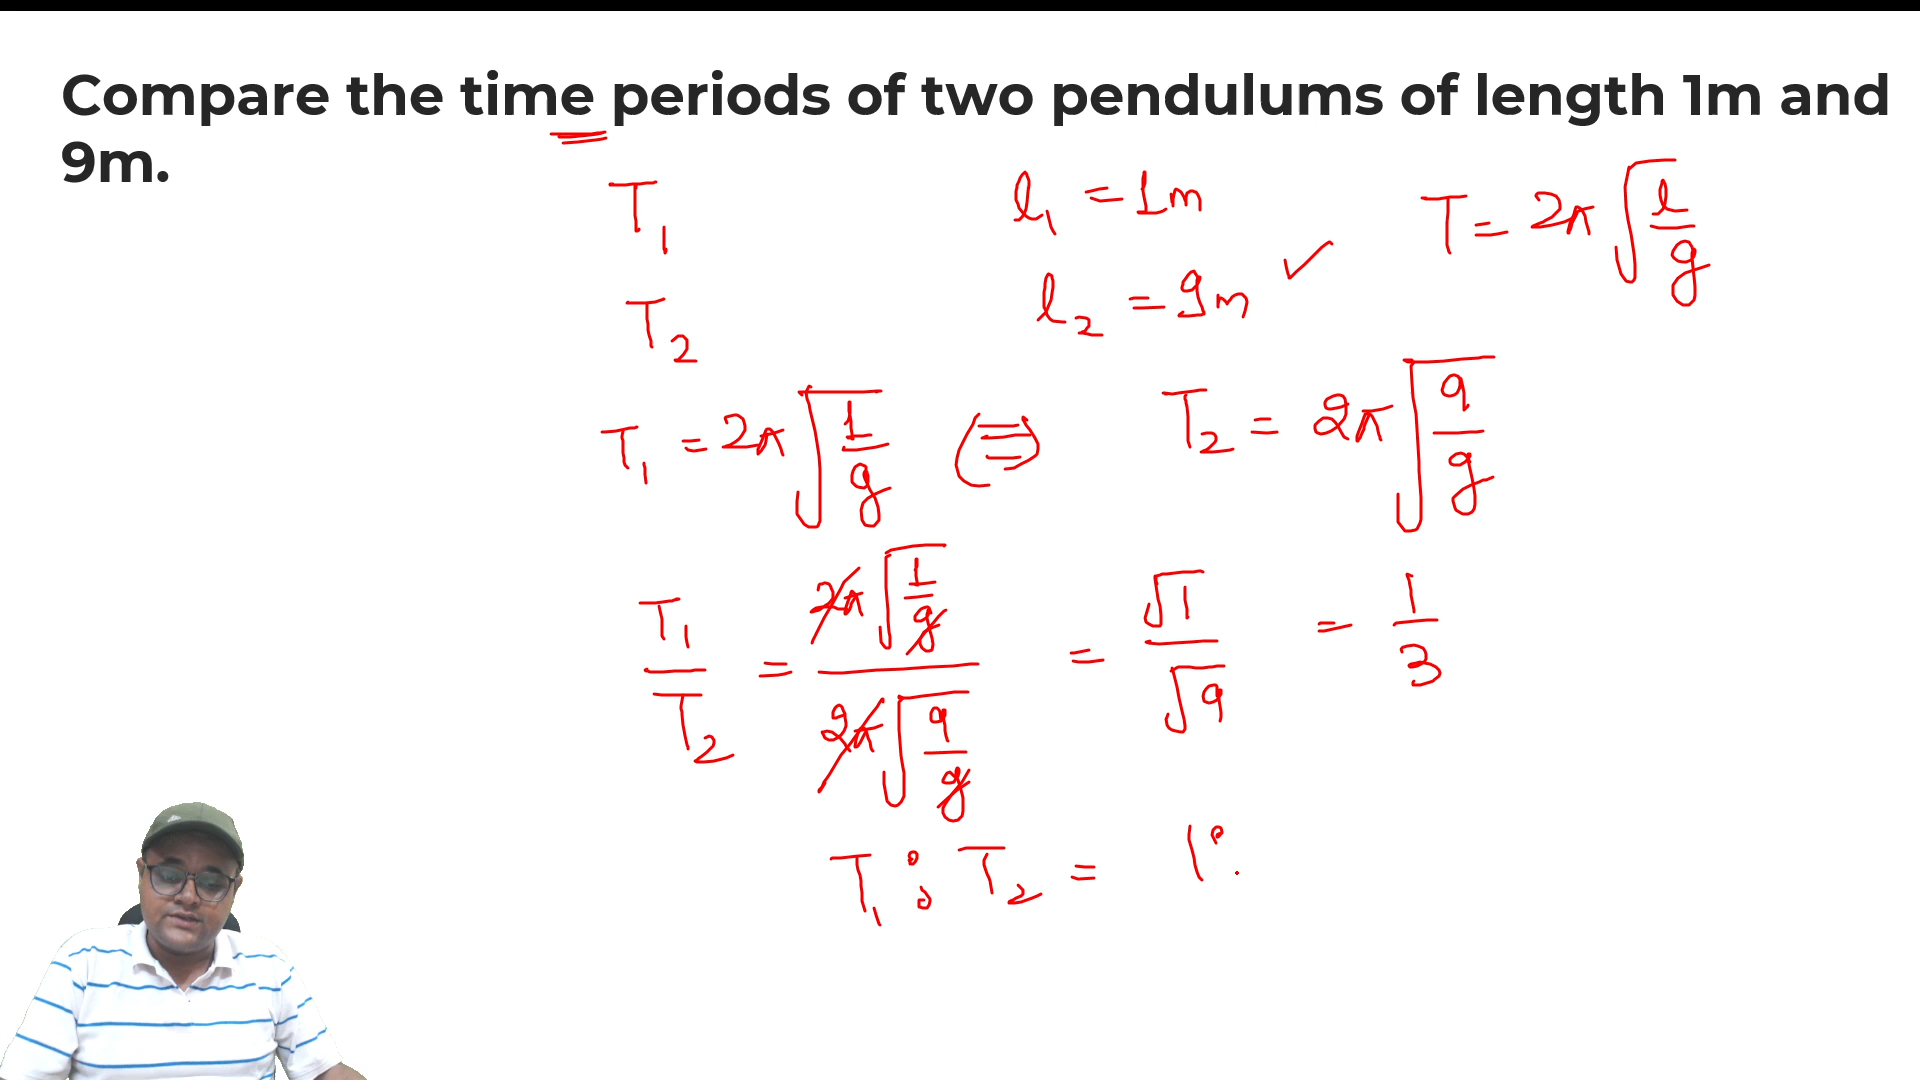 Compare the time periods of two pendulums of length 1m and
9m.
T₁
l₁ = 1m
T = 2π√(l/g)
T₂
l₂ = 9m ✓
T₁ = 2π√(1/g) (=)
T₂ = 2π√(9/g)
T₁/T₂ = 2π√(1/g) / 2π√(9/g) = √1/√9 = 1/3
T₁ : T₂ = 1: